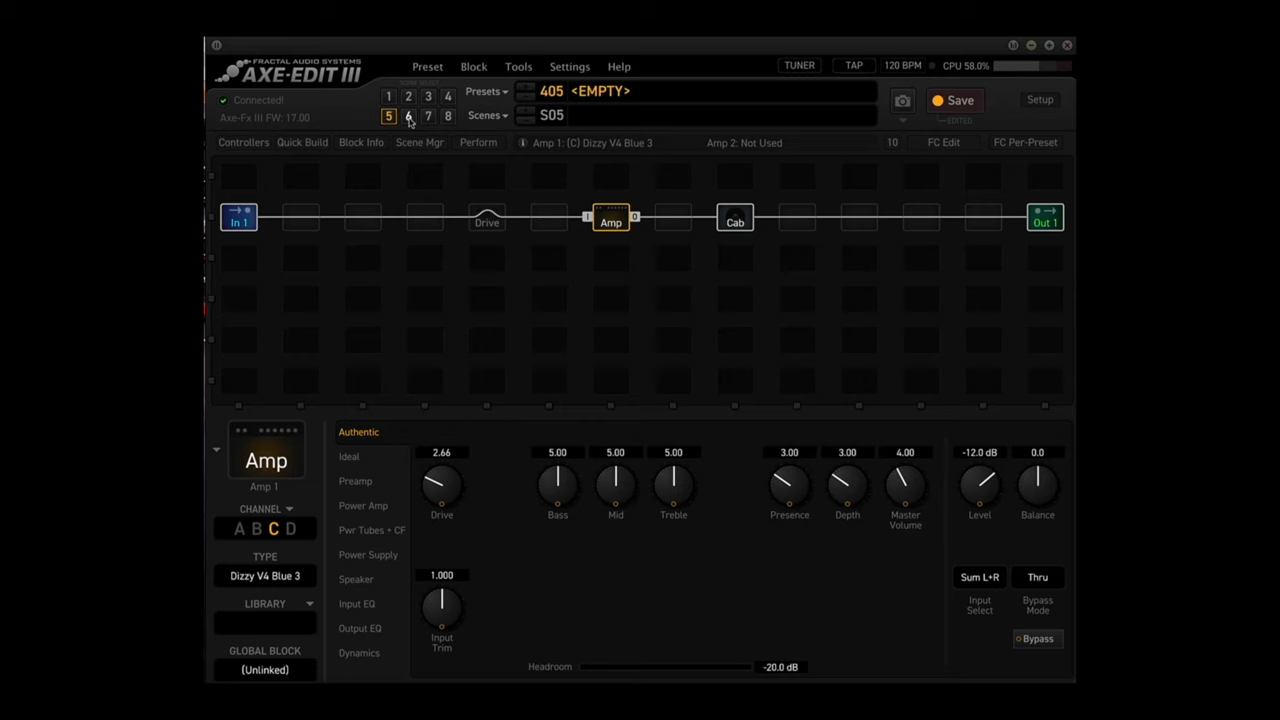 FRACTAL AUDIO SYSTEMS
AXE-EDIT III
Preset Block Tools Settings Help
TUNER TAP 120 BPM CPU 58.0%
SCENE SELECT
1 2 3 4
5 6 7 8
Presets 405 <EMPTY>
Scenes S05
Save
EDITED
Setup
Connected!
Axe-Fx III FW: 17.00
Controllers Quick Build Block Info Scene Mgr Perform Amp 1: (C) Dizzy V4 Blue 3 Amp 2: Not Used 10 FC Edit FC Per-Preset
In 1 Drive I Amp O Cab Out 1
Amp
Amp 1
CHANNEL
A B C D
TYPE
Dizzy V4 Blue 3
LIBRARY
GLOBAL BLOCK
(Unlinked)
Authentic
Ideal
Preamp
Power Amp
Pwr Tubes + CF
Power Supply
Speaker
Input EQ
Output EQ
Dynamics
2.66 5.00 5.00 5.00 3.00 3.00 4.00 -12.0 dB 0.0
Drive Bass Mid Treble Presence Depth Master Volume Level Balance
1.000
Input Trim
Sum L+R Thru
Input Select
Bypass Mode
Bypass
Headroom -20.0 dB